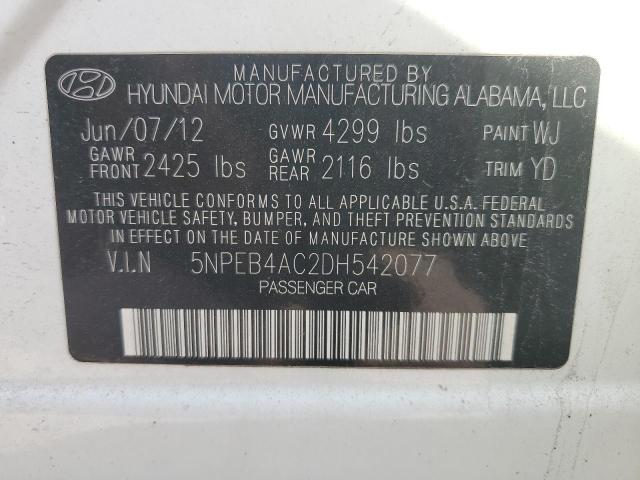 MANUFACTURED BY
HYUNDAI MOTOR MANUFACTURING ALABAMA, LLC
Jun/07/12 GVWR 4299 lbs PAINT WJ
GAWR FRONT 2425 lbs GAWR REAR 2116 lbs TRIM YD
THIS VEHICLE CONFORMS TO ALL APPLICABLE U.S.A. FEDERAL
MOTOR VEHICLE SAFETY, BUMPER, AND THEFT PREVENTION STANDARDS
IN EFFECT ON THE DATE OF MANUFACTURE SHOWN ABOVE.
V.I.N 5NPEB4AC2DH542077
PASSENGER CAR